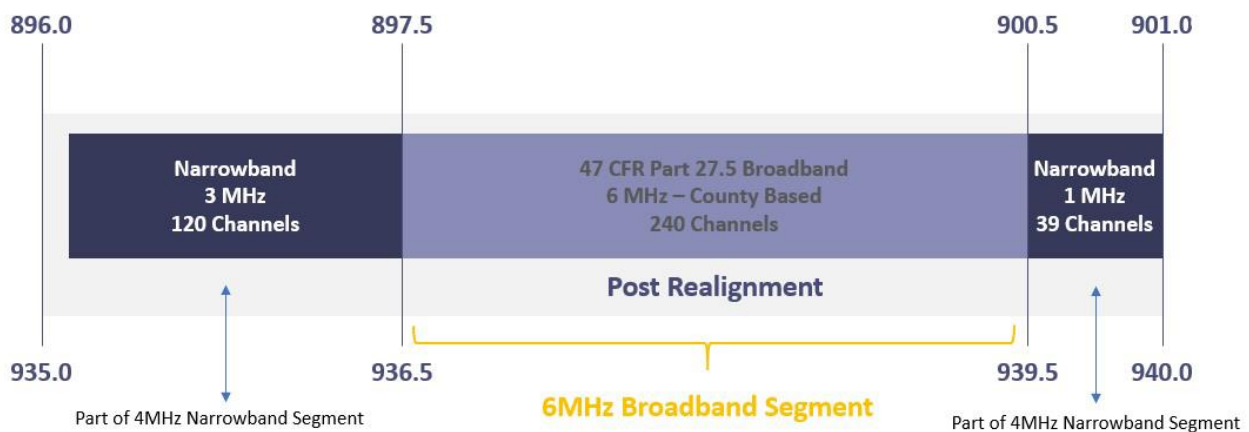 896.0
897.5
900.5
901.0
Narrowband
3 MHz
120 Channels
47 CFR Part 27.5 Broadband
6 MHz – County Based
240 Channels
Narrowband
1 MHz
39 Channels
Post Realignment
935.0
936.5
939.5
940.0
6MHz Broadband Segment
Part of 4MHz Narrowband Segment
Part of 4MHz Narrowband Segment